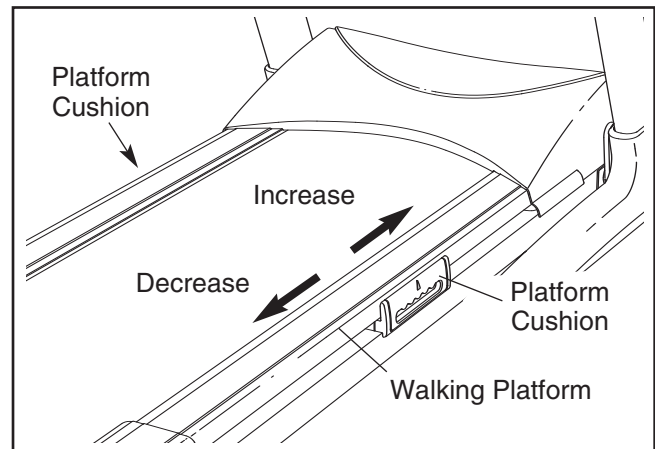 Platform
Cushion
Increase
Decrease
Platform
Cushion
Walking Platform